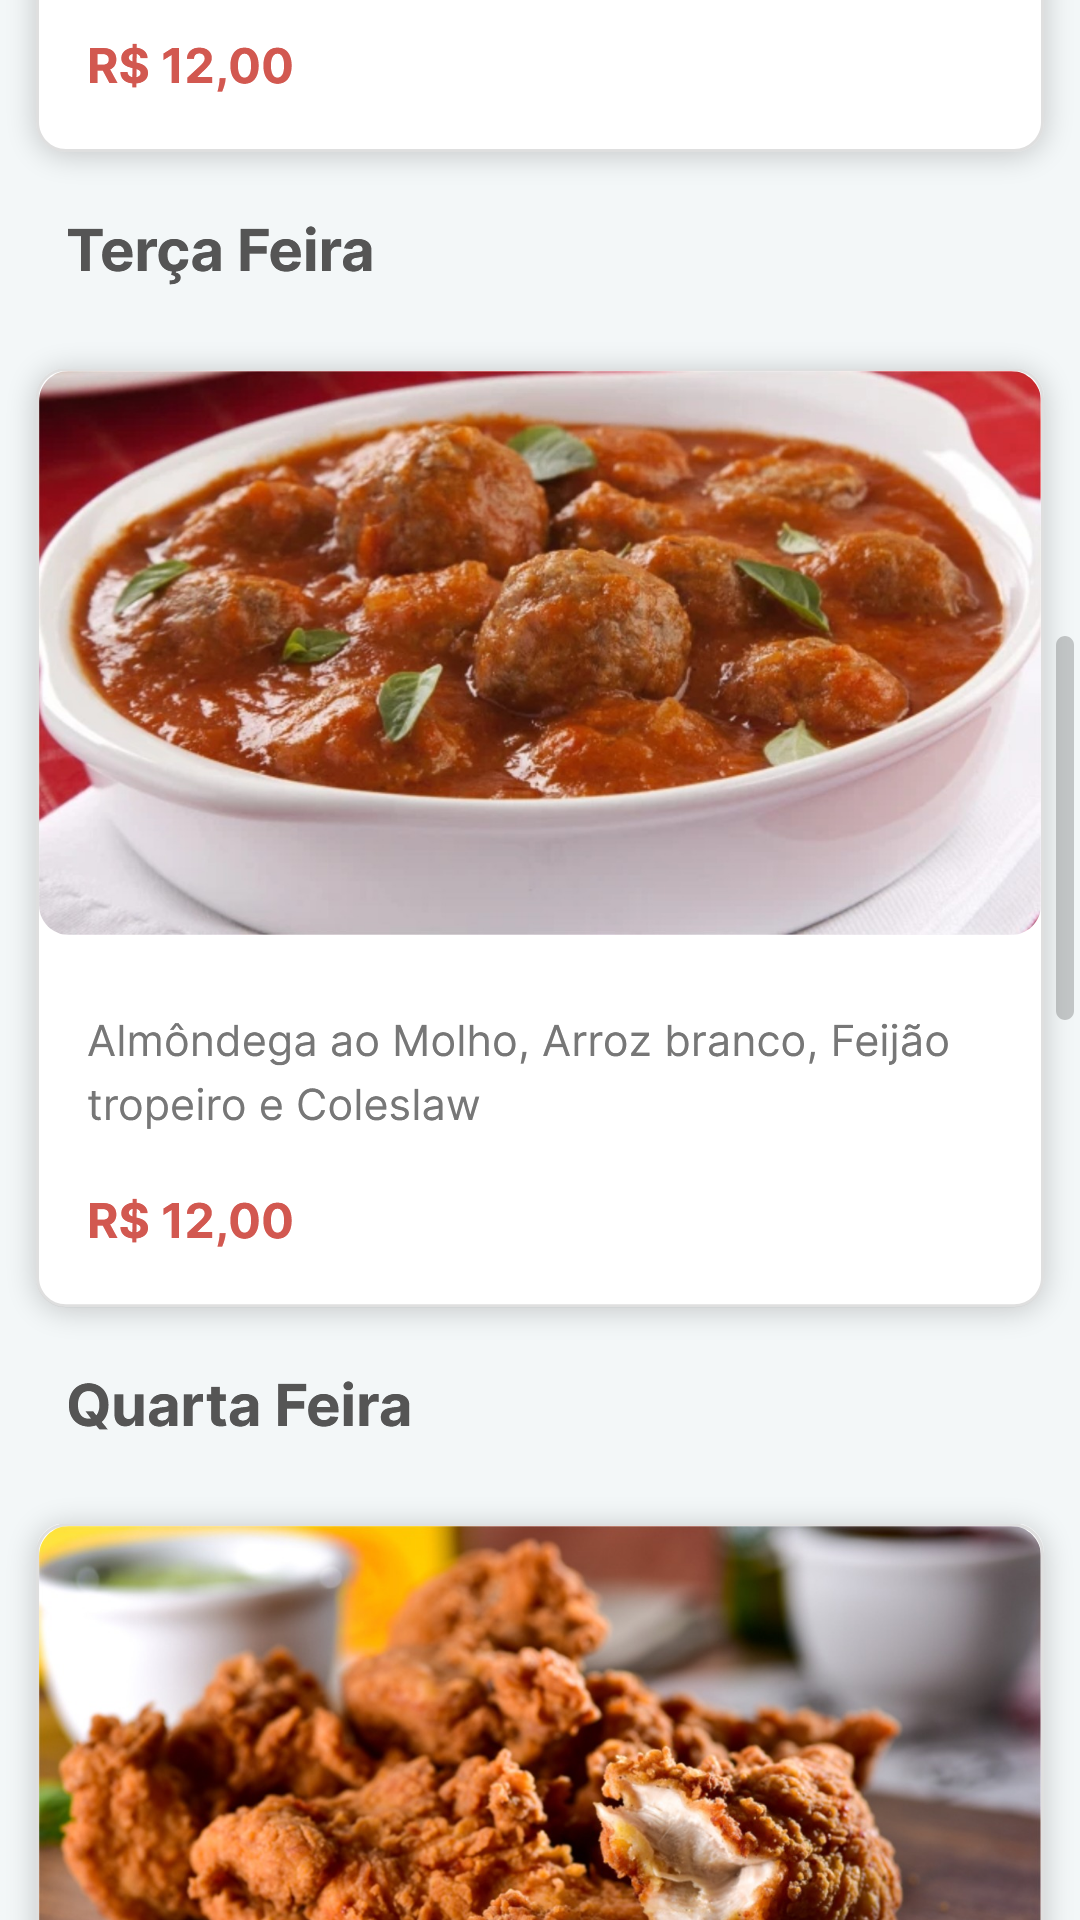 R$ 12,00
Terça Feira
Almôndega ao Molho, Arroz branco, Feijão
tropeiro e Coleslaw
R$ 12,00
Quarta Feira